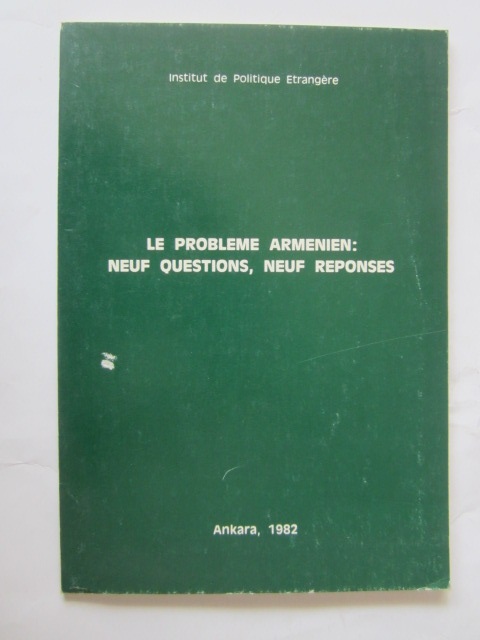 Institut de Politique Etrangère
LE PROBLEME ARMENIEN:
NEUF QUESTIONS, NEUF REPONSES
Ankara, 1982